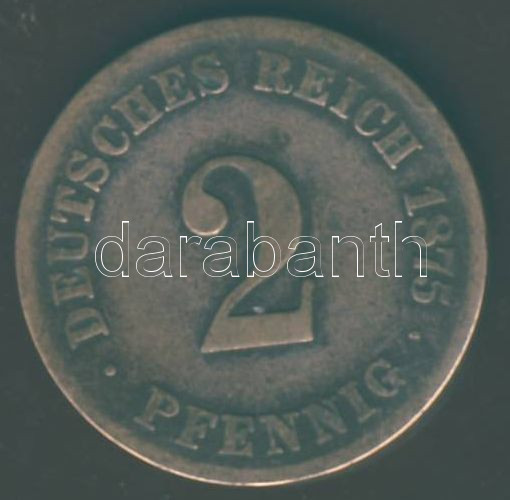 DEUTSCHES REICH 1875
2
· PFENNIG ·
darabanth